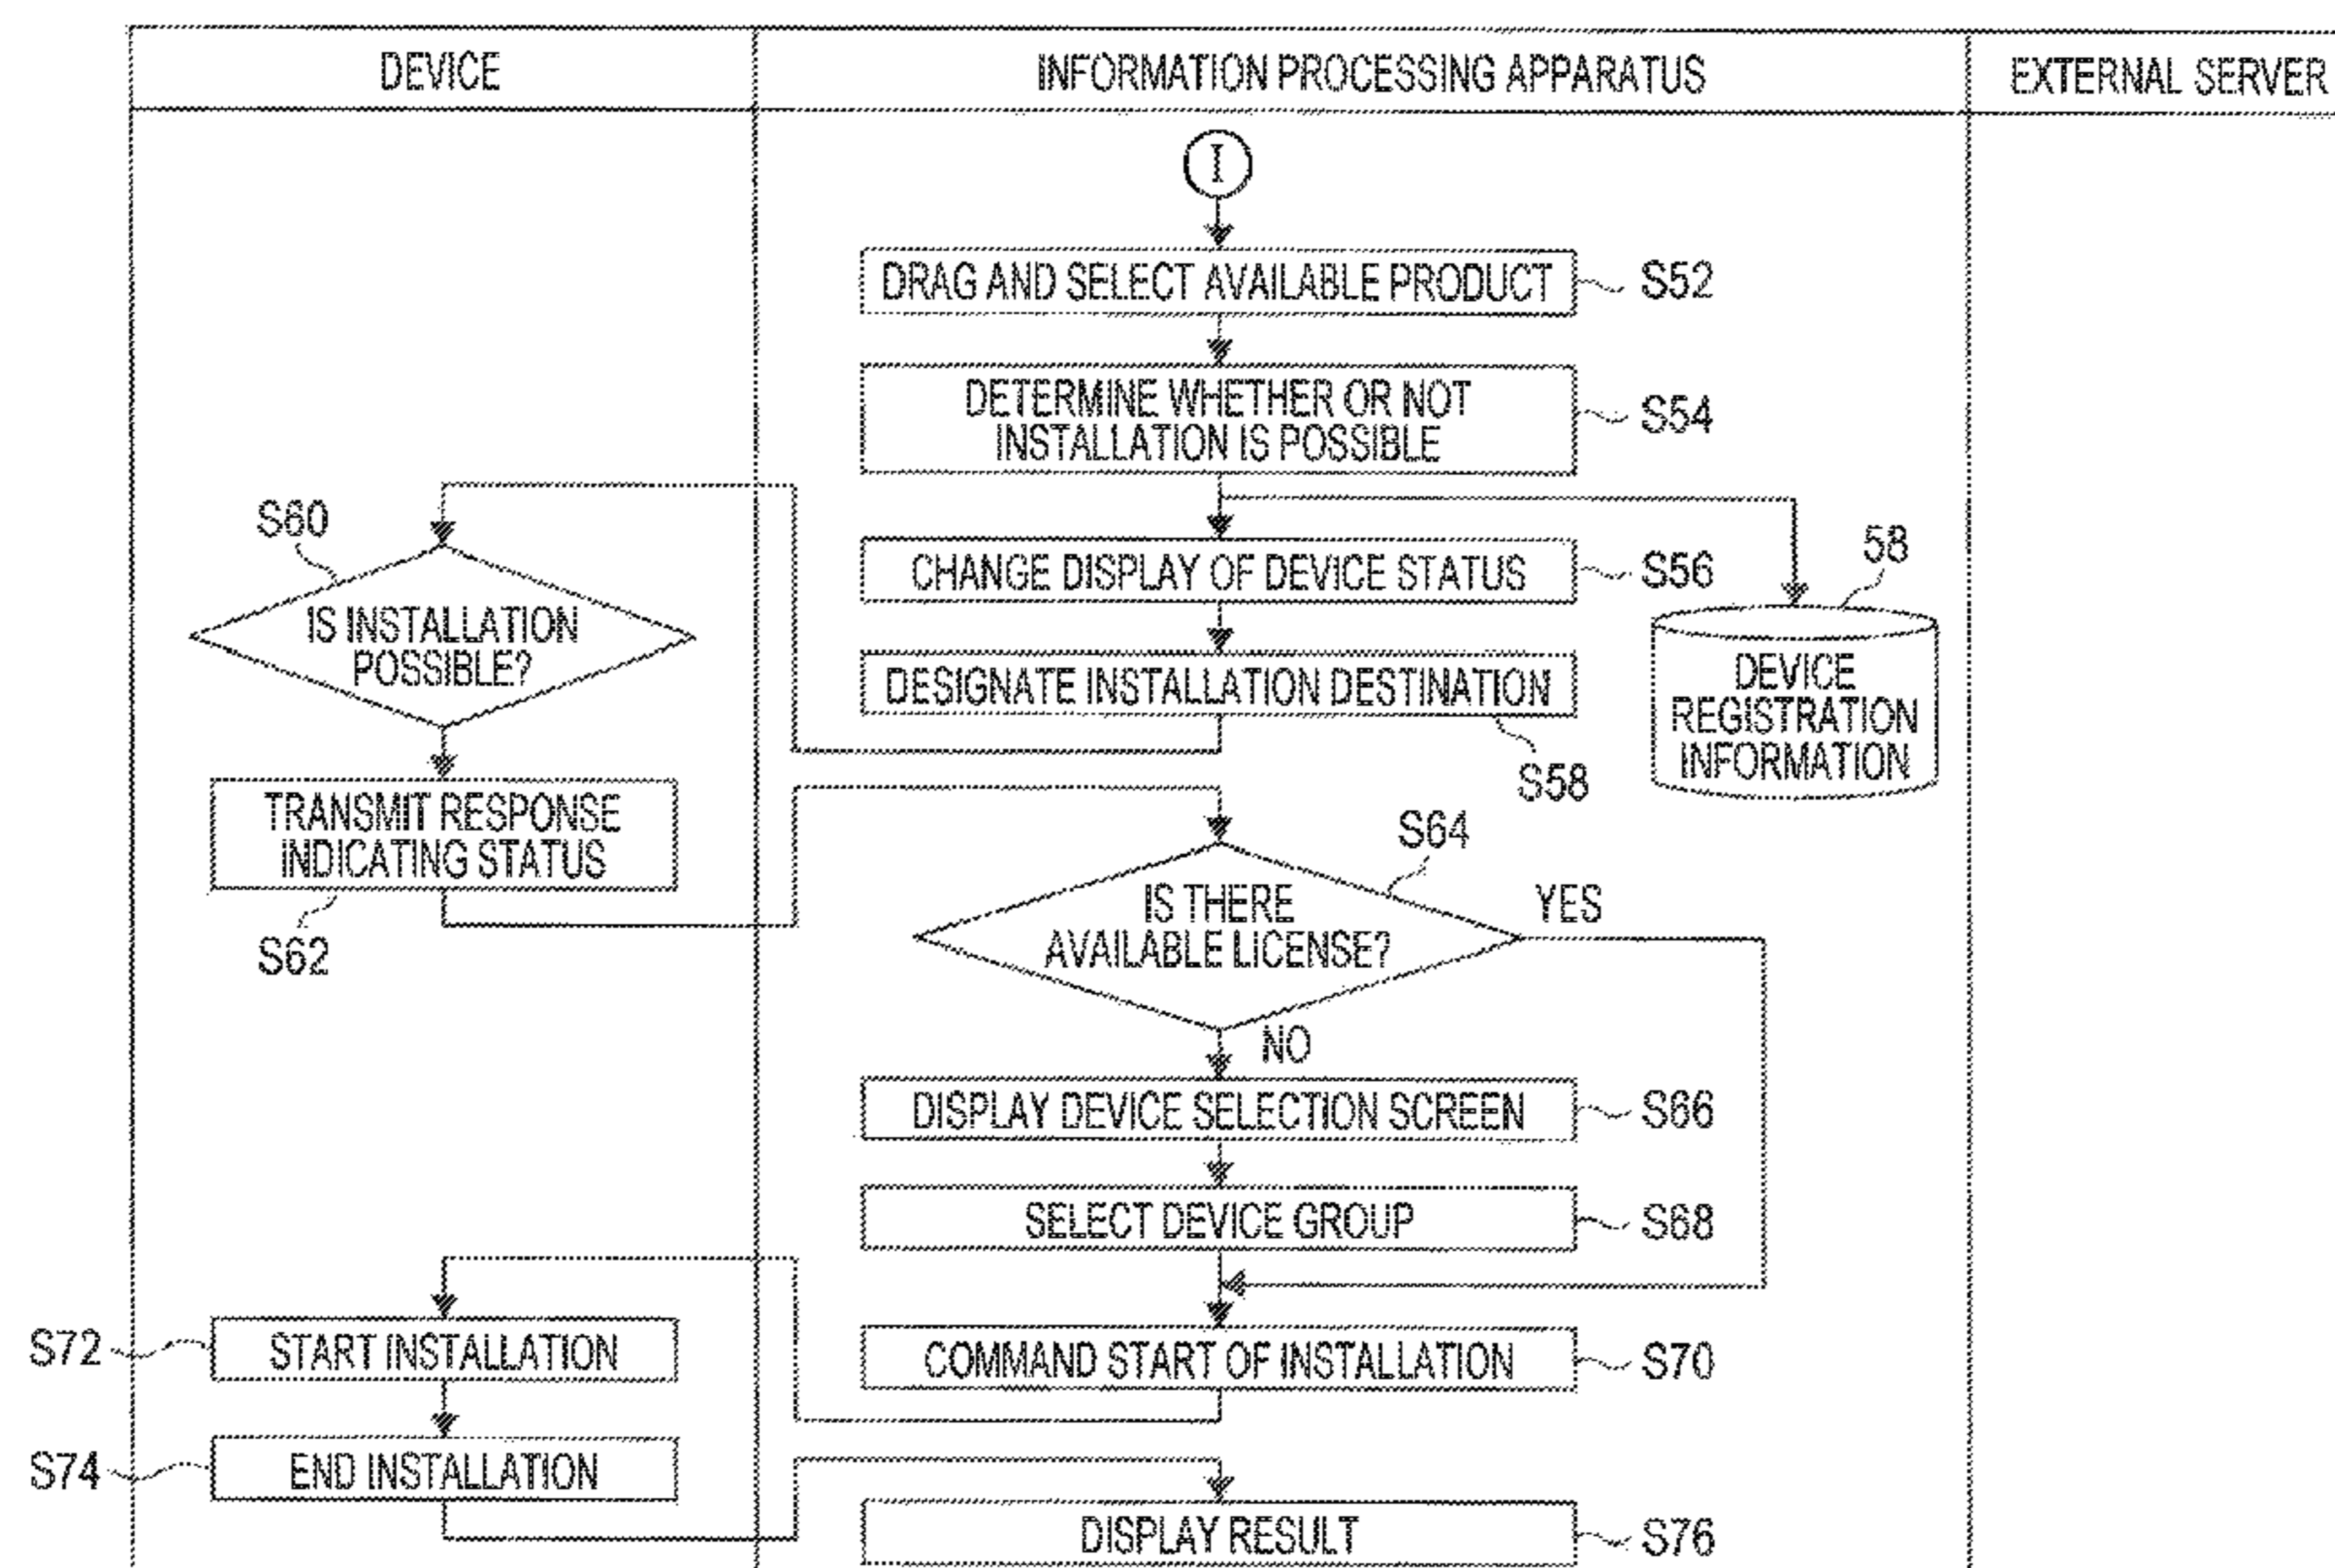 DEVICE
INFORMATION PROCESSING APPARATUS
EXTERNAL SERVER
I
DRAG AND SELECT AVAILABLE PRODUCT
S52
DETERMINE WHETHER OR NOT
INSTALLATION IS POSSIBLE
S54
S60
IS INSTALLATION
POSSIBLE?
CHANGE DISPLAY OF DEVICE STATUS
S56
58
DEVICE
REGISTRATION
INFORMATION
DESIGNATE INSTALLATION DESTINATION
S58
TRANSMIT RESPONSE
INDICATING STATUS
S62
S64
IS THERE
AVAILABLE LICENSE?
YES
NO
DISPLAY DEVICE SELECTION SCREEN
S66
SELECT DEVICE GROUP
S68
S72
START INSTALLATION
COMMAND START OF INSTALLATION
S70
S74
END INSTALLATION
DISPLAY RESULT
S76